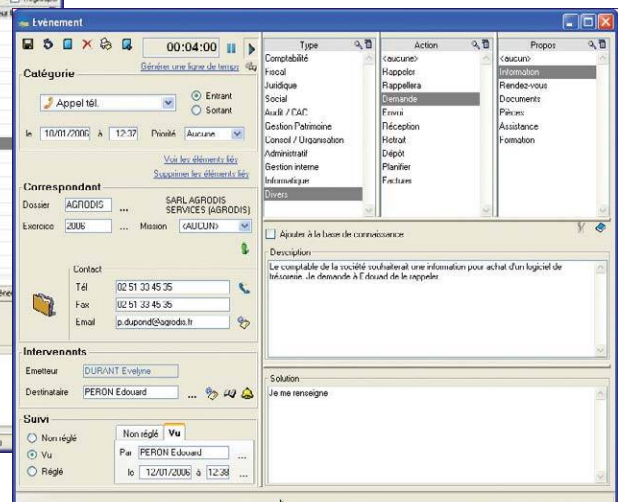 Evènement
00:04:00
Générer une ligne de temps
Catégorie
Appel tél.
Entrant
Sortant
le 10/01/2006 à 12:37 Priorité Aucune
Voir les éléments liés
Supprimer les éléments liés
Correspondant
Dossier AGRODIS ... SARL AGRODIS
SERVICES (AGRODIS)
Exercice 2006 ... Mission <AUCUN>
Contact
Tél 02 51 33 45 35
Fax 02 51 33 45 35
Email p.dupond@agrodis.fr
Intervenants
Emetteur DURANT Evelyne
Destinataire PERON Edouard ...
Suivi
Non réglé
Vu
Réglé
Non réglé Vu
Par PERON Edouard ...
le 12/01/2006 à 12:38 ...
Type
Comptabilité
Fiscal
Juridique
Social
Audit / CAC
Gestion Patrimoine
Conseil / Organisation
Administratif
Gestion interne
Informatique
Divers
Action
<aucune>
Rappeler
Rappellera
Demande
Envoi
Réception
Retrait
Dépôt
Planifier
Facturer
Propos
<aucun>
Information
Rendez-vous
Documents
Pièces
Assistance
Formation
Ajouter à la base de connaissance
Description
Le comptable de la société souhaiterait une information pour achat d'un logiciel de
trésorerie. Je demande à Edouad de le rappeler
Solution
Je me renseigne